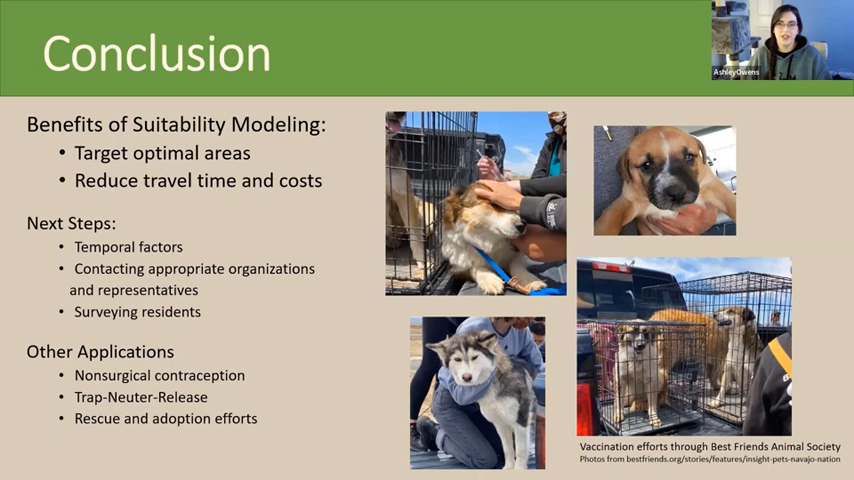 Conclusion
AshleyOwens
Benefits of Suitability Modeling:
• Target optimal areas
• Reduce travel time and costs
Next Steps:
• Temporal factors
• Contacting appropriate organizations
and representatives
• Surveying residents
Other Applications
• Nonsurgical contraception
• Trap-Neuter-Release
• Rescue and adoption efforts
Vaccination efforts through Best Friends Animal Society
Photos from bestfriends.org/stories/features/insight-pets-navajo-nation